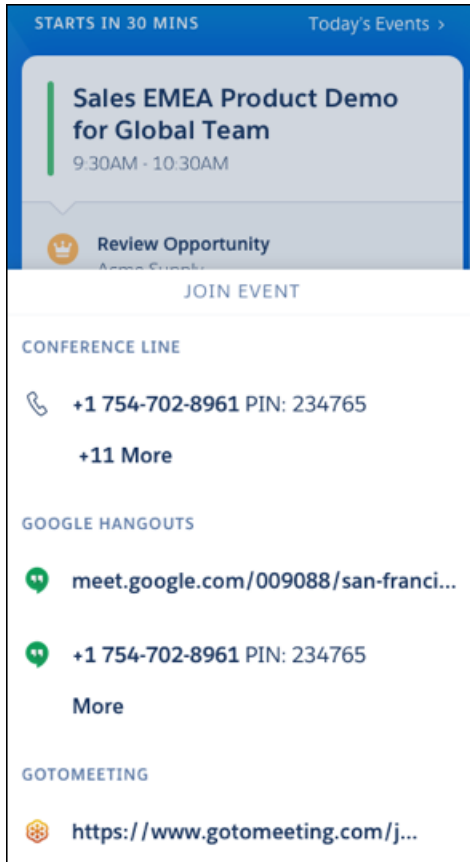 STARTS IN 30 MINS Today's Events >
Sales EMEA Product Demo
for Global Team
9:30AM - 10:30AM
Review Opportunity
Acme Supply
JOIN EVENT
CONFERENCE LINE
+1 754-702-8961 PIN: 234765
+11 More
GOOGLE HANGOUTS
meet.google.com/009088/san-franci...
+1 754-702-8961 PIN: 234765
More
GOTOMEETING
https://www.gotomeeting.com/j...